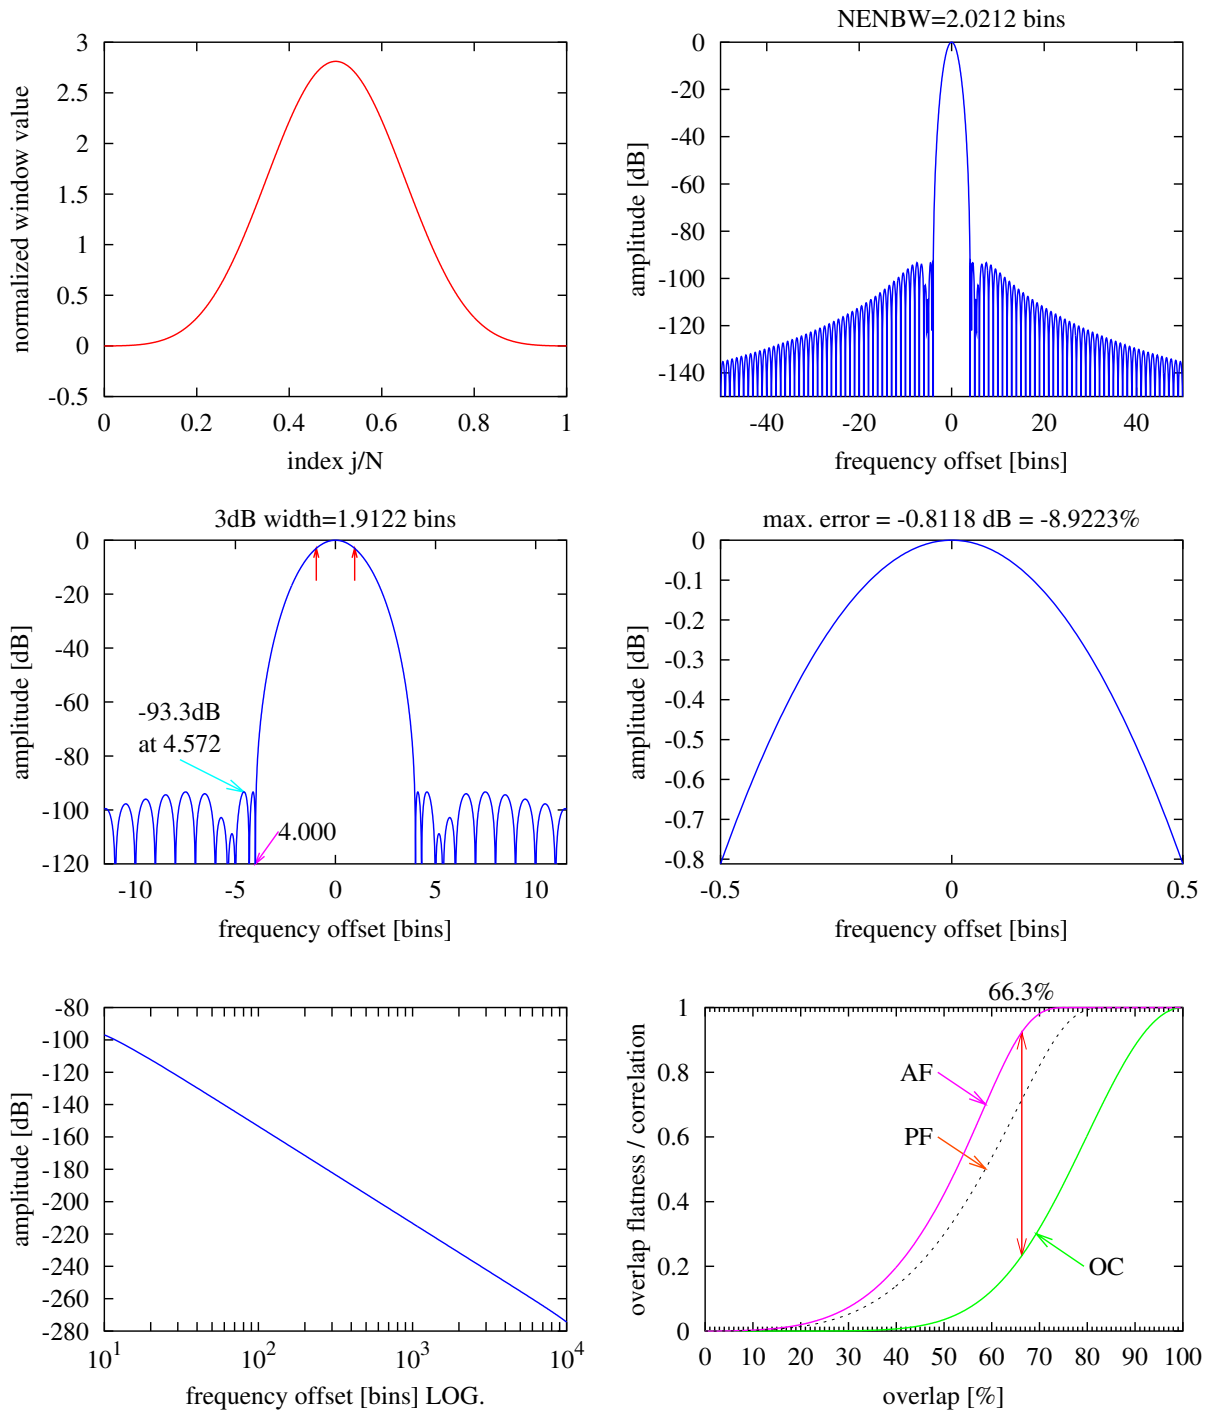 3
2.5
2
1.5
1
0.5
0
-0.5
0 0.2 0.4 0.6 0.8 1
normalized window value
index j/N
NENBW=2.0212 bins
0
-20
-40
-60
-80
-100
-120
-140
-40 -20 0 20 40
amplitude [dB]
frequency offset [bins]
3dB width=1.9122 bins
0
-20
-40
-60
-80
-100
-120
-10 -5 0 5 10
amplitude [dB]
frequency offset [bins]
-93.3dB
at 4.572
4.000
max. error = -0.8118 dB = -8.9223%
0
-0.1
-0.2
-0.3
-0.4
-0.5
-0.6
-0.7
-0.8
-0.5 0 0.5
amplitude [dB]
frequency offset [bins]
-80
-100
-120
-140
-160
-180
-200
-220
-240
-260
-280
10¹ 10² 10³ 10⁴
amplitude [dB]
frequency offset [bins] LOG.
66.3%
1
0.8
0.6
0.4
0.2
0
0 10 20 30 40 50 60 70 80 90 100
overlap flatness / correlation
overlap [%]
AF
PF
OC